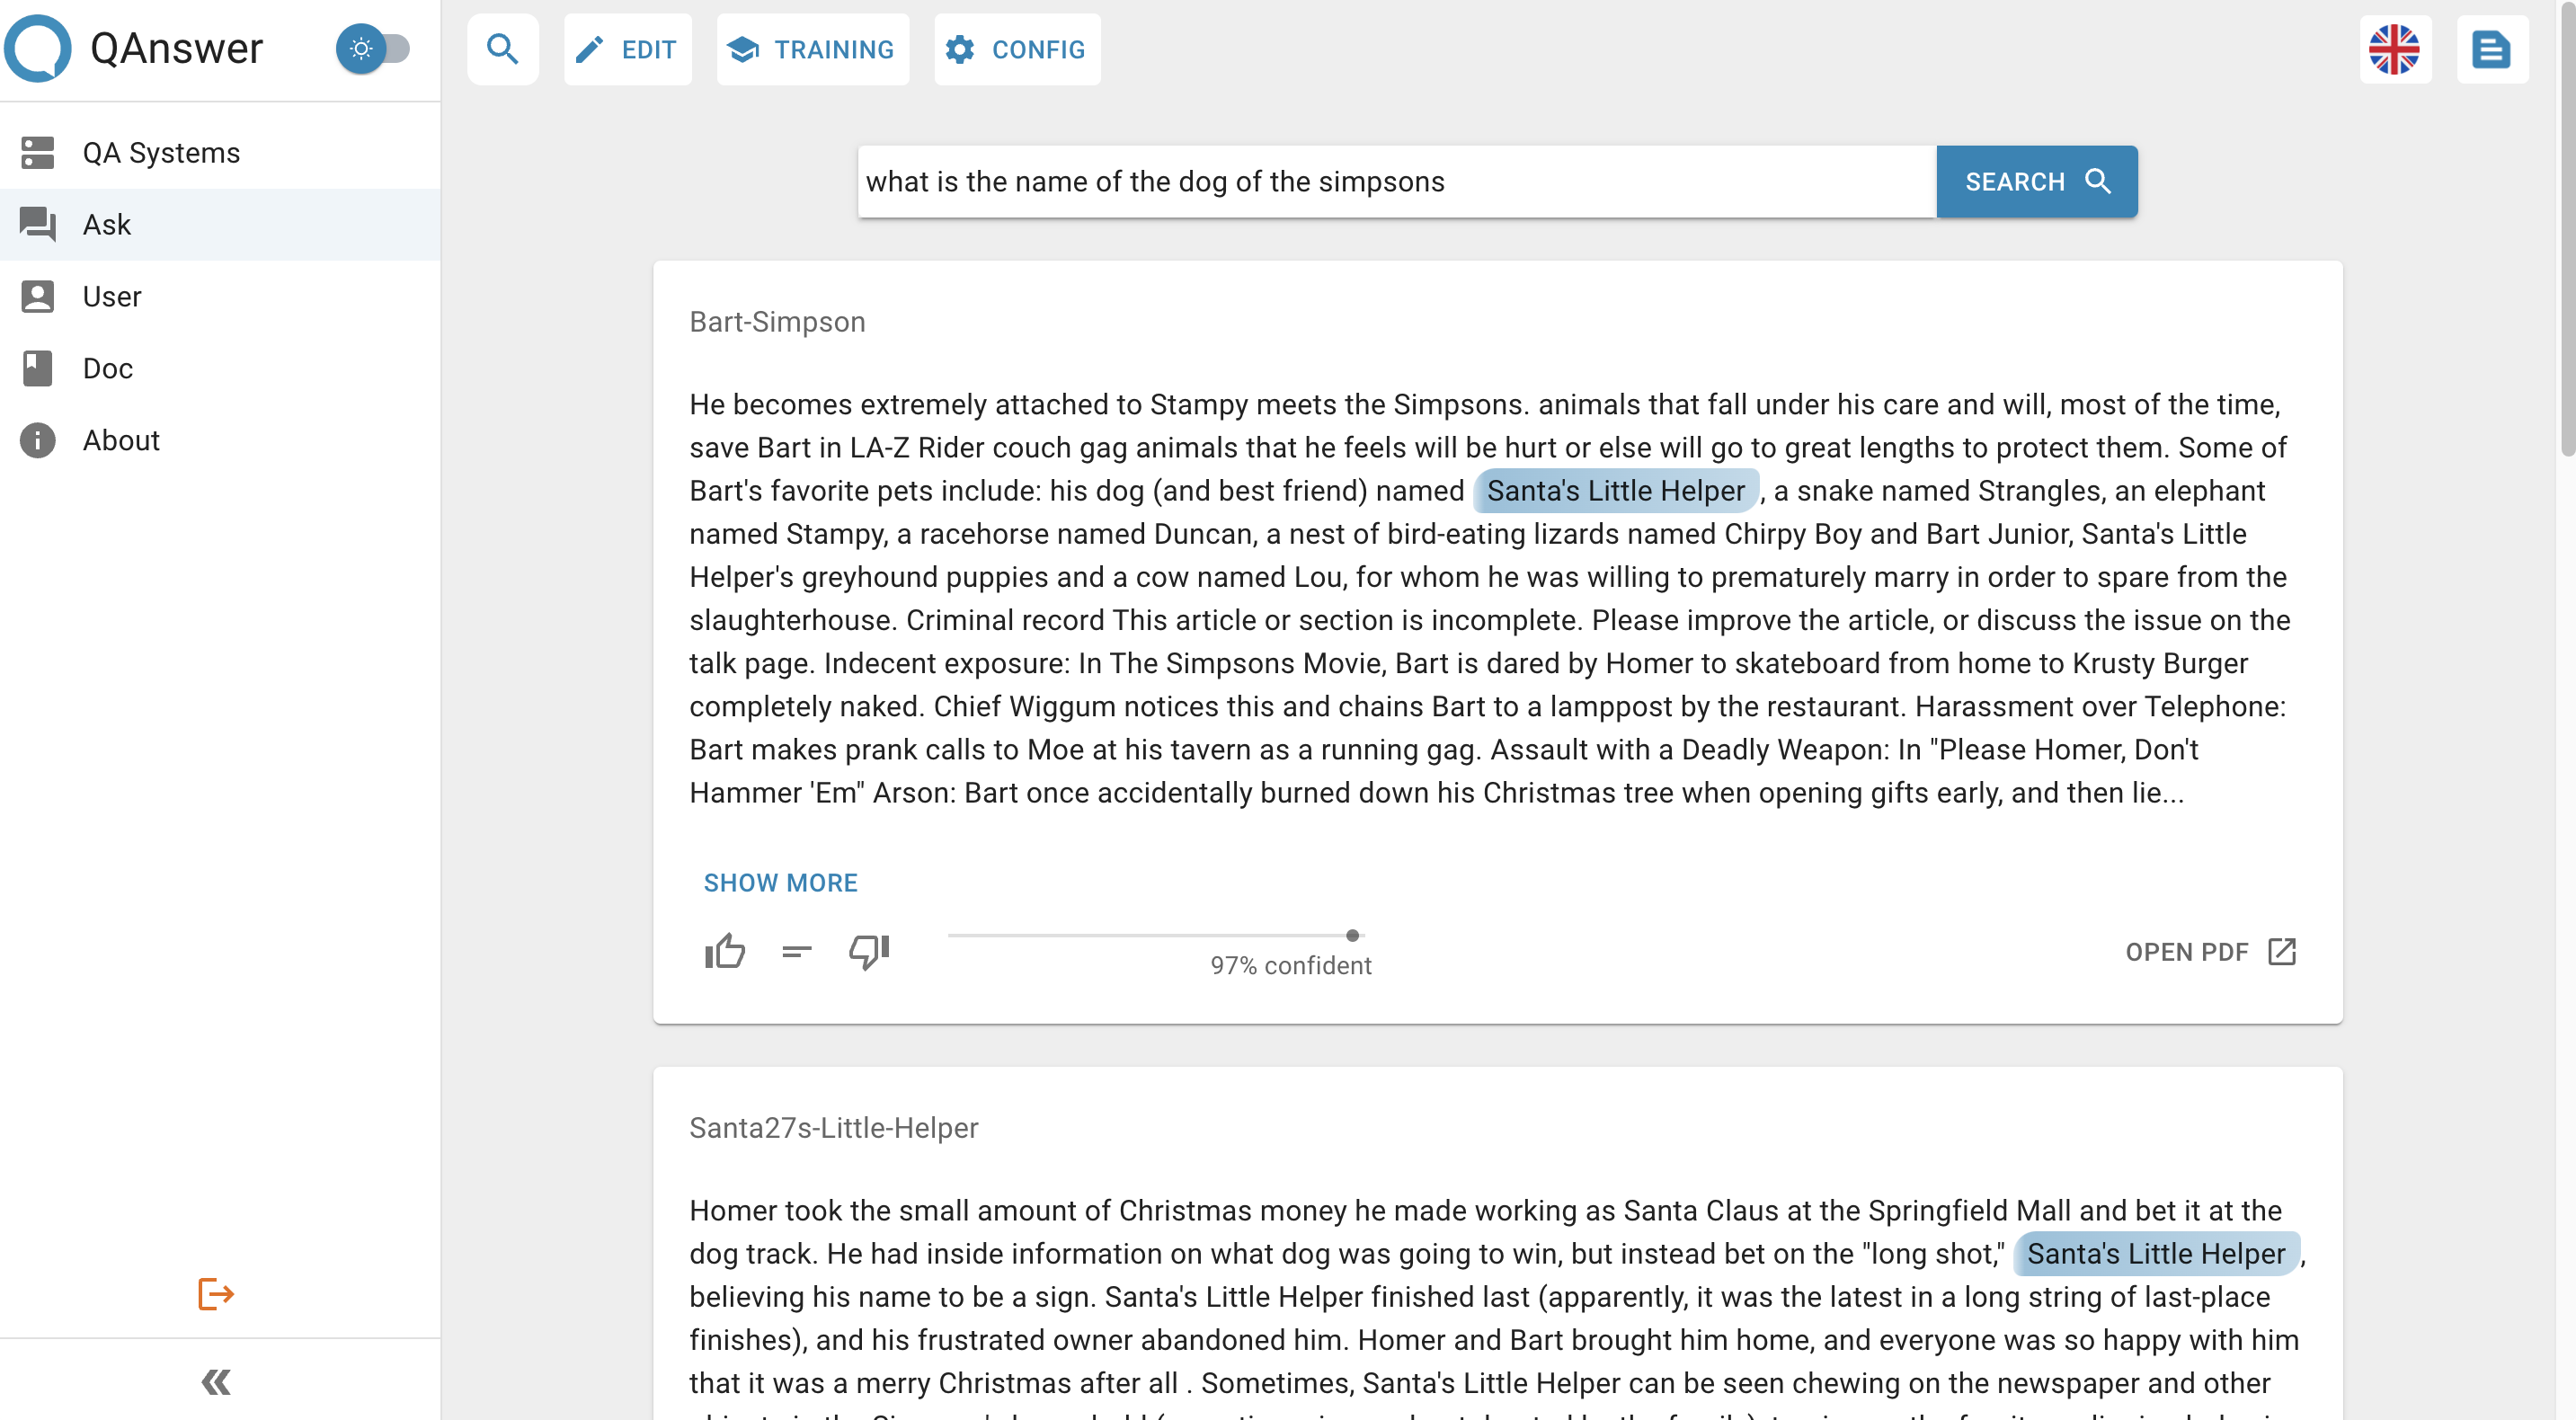 QAnswer
EDIT
TRAINING
CONFIG
QA Systems
Ask
User
Doc
About
what is the name of the dog of the simpsons
SEARCH
Bart-Simpson
He becomes extremely attached to Stampy meets the Simpsons. animals that fall under his care and will, most of the time,
save Bart in LA-Z Rider couch gag animals that he feels will be hurt or else will go to great lengths to protect them. Some of
Bart's favorite pets include: his dog (and best friend) named Santa's Little Helper , a snake named Strangles, an elephant
named Stampy, a racehorse named Duncan, a nest of bird-eating lizards named Chirpy Boy and Bart Junior, Santa's Little
Helper's greyhound puppies and a cow named Lou, for whom he was willing to prematurely marry in order to spare from the
slaughterhouse. Criminal record This article or section is incomplete. Please improve the article, or discuss the issue on the
talk page. Indecent exposure: In The Simpsons Movie, Bart is dared by Homer to skateboard from home to Krusty Burger
completely naked. Chief Wiggum notices this and chains Bart to a lamppost by the restaurant. Harassment over Telephone:
Bart makes prank calls to Moe at his tavern as a running gag. Assault with a Deadly Weapon: In "Please Homer, Don't
Hammer 'Em" Arson: Bart once accidentally burned down his Christmas tree when opening gifts early, and then lie...
SHOW MORE
97% confident
OPEN PDF
Santa27s-Little-Helper
Homer took the small amount of Christmas money he made working as Santa Claus at the Springfield Mall and bet it at the
dog track. He had inside information on what dog was going to win, but instead bet on the "long shot," Santa's Little Helper ,
believing his name to be a sign. Santa's Little Helper finished last (apparently, it was the latest in a long string of last-place
finishes), and his frustrated owner abandoned him. Homer and Bart brought him home, and everyone was so happy with him
that it was a merry Christmas after all . Sometimes, Santa's Little Helper can be seen chewing on the newspaper and other